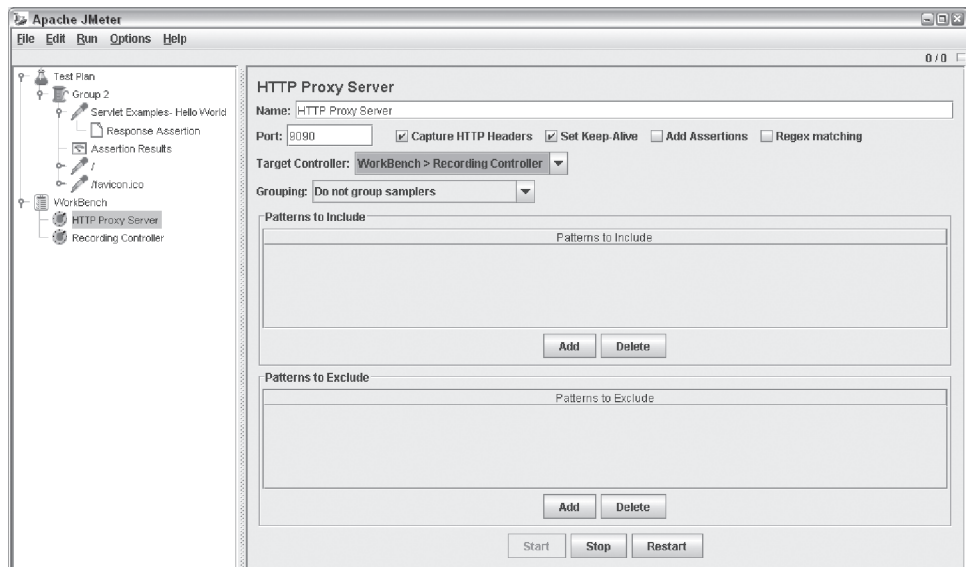 Apache JMeter
File Edit Run Options Help
0 / 0
Test Plan
Group 2
Servlet Examples- Hello World
Response Assertion
Assertion Results
/
/favicon.ico
WorkBench
HTTP Proxy Server
Recording Controller
HTTP Proxy Server
Name: HTTP Proxy Server
Port: 9090 Capture HTTP Headers Set Keep-Alive Add Assertions Regex matching
Target Controller: WorkBench > Recording Controller
Grouping: Do not group samplers
Patterns to Include
Patterns to Include
Add Delete
Patterns to Exclude
Patterns to Exclude
Add Delete
Start Stop Restart